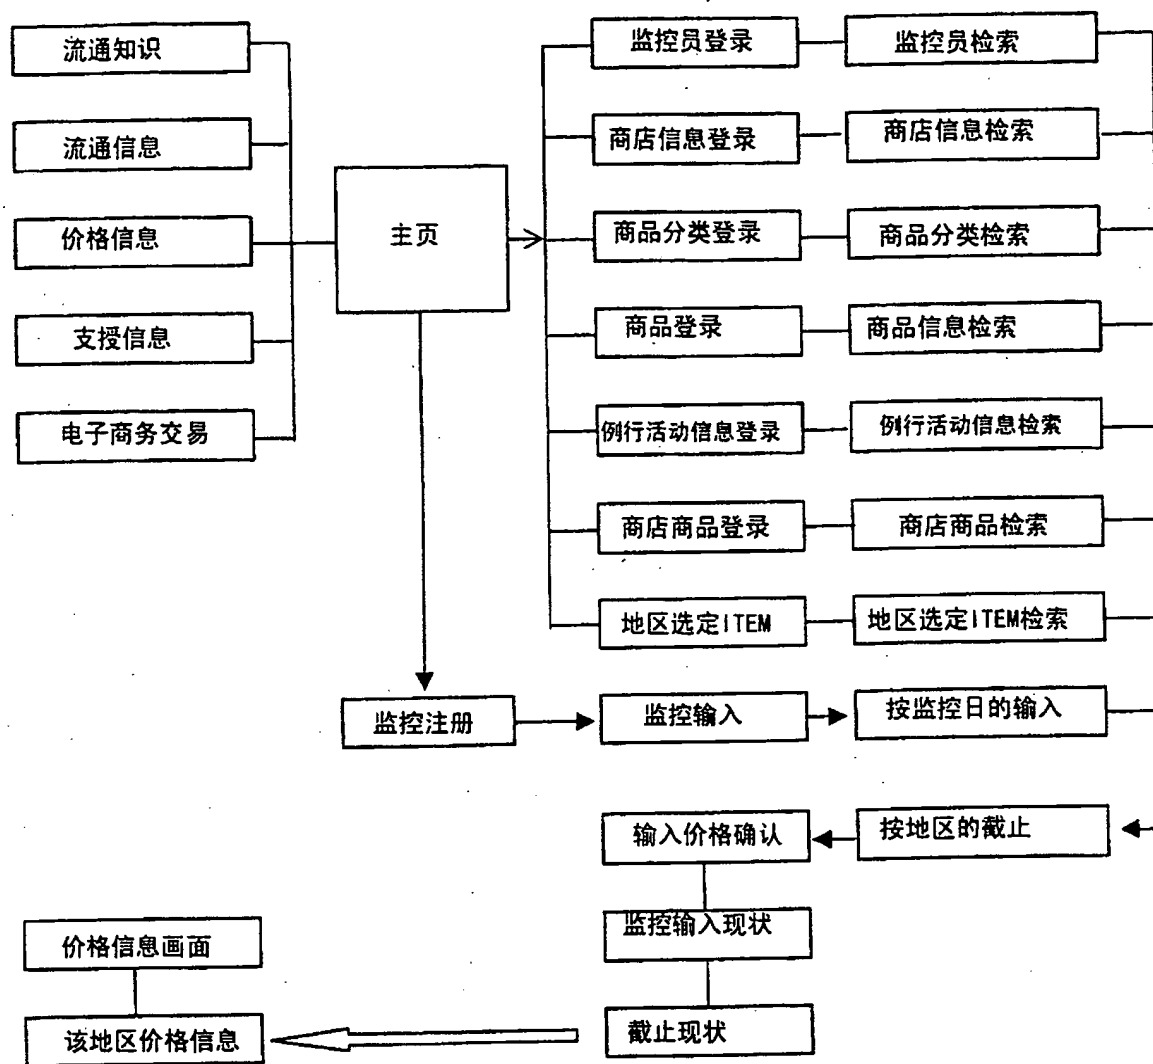 流通知识
流通信息
价格信息
支授信息
电子商务交易
主页
监控员登录
监控员检索
商店信息登录
商店信息检索
商品分类登录
商品分类检索
商品登录
商品信息检索
例行活动信息登录
例行活动信息检索
商店商品登录
商店商品检索
地区选定ITEM
地区选定ITEM检索
监控注册
监控输入
按监控日的输入
输入价格确认
按地区的截止
监控输入现状
截止现状
价格信息画面
该地区价格信息